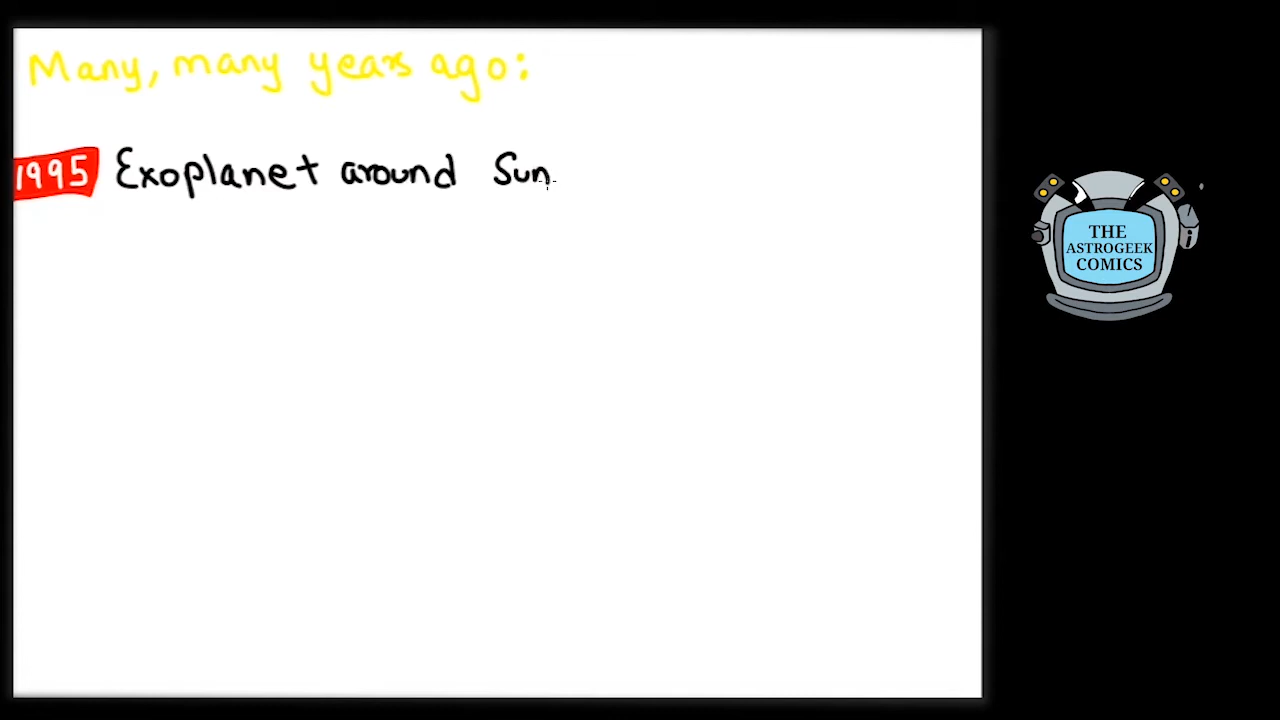 Many, many years ago:
1995 Exoplanet around Sun
THE
ASTROGEEK
COMICS